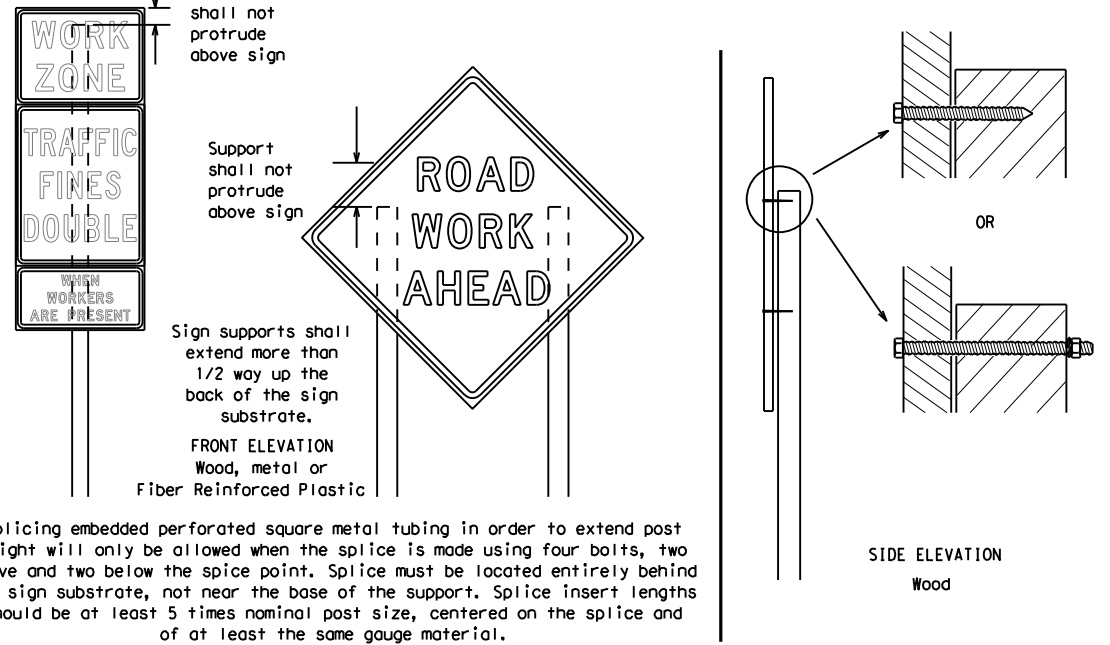 shall not
protrude
above sign
WORK
ZONE
TRAFFIC
FINES
DOUBLE
WHEN
WORKERS
ARE PRESENT
Support
shall not
protrude
above sign
ROAD
WORK
AHEAD
Sign supports shall
extend more than
1/2 way up the
back of the sign
substrate.
FRONT ELEVATION
Wood, metal or
Fiber Reinforced Plastic
OR
SIDE ELEVATION
Wood
embedded perforated square metal tubing in order to extend post
will only be allowed when the splice is made using four bolts, two
and two below the spice point. Splice must be located entirely behind
sign substrate, not near the base of the support. Splice insert lengths
be at least 5 times nominal post size, centered on the splice and
of at least the same gauge material.